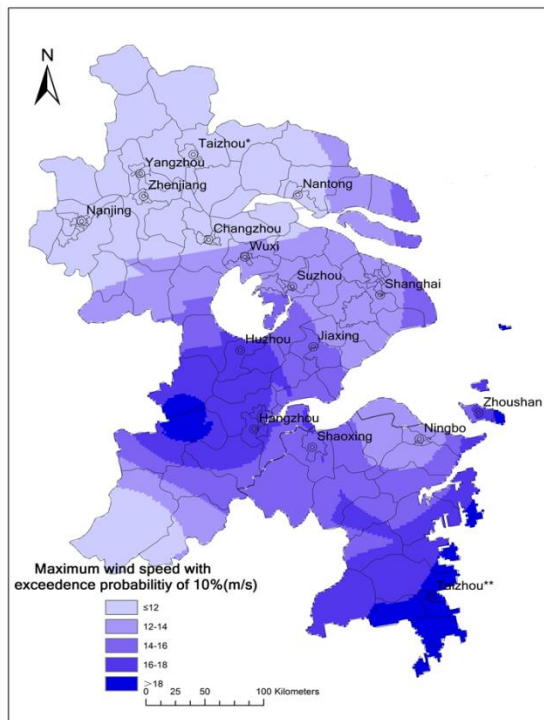 N
Taizhou*
Yangzhou
Zhenjiang
Nantong
Nanjing
Changzhou
Wuxi
Suzhou
Shanghai
Huzhou
Jiaxing
Zhoushan
Hangzhou
Ningbo
Shaoxing
Taizhou**
Maximum wind speed with
exceedence probabilitiy of 10%(m/s)
≤12
12-14
14-16
16-18
>18
0 25 50 100 Kilometers